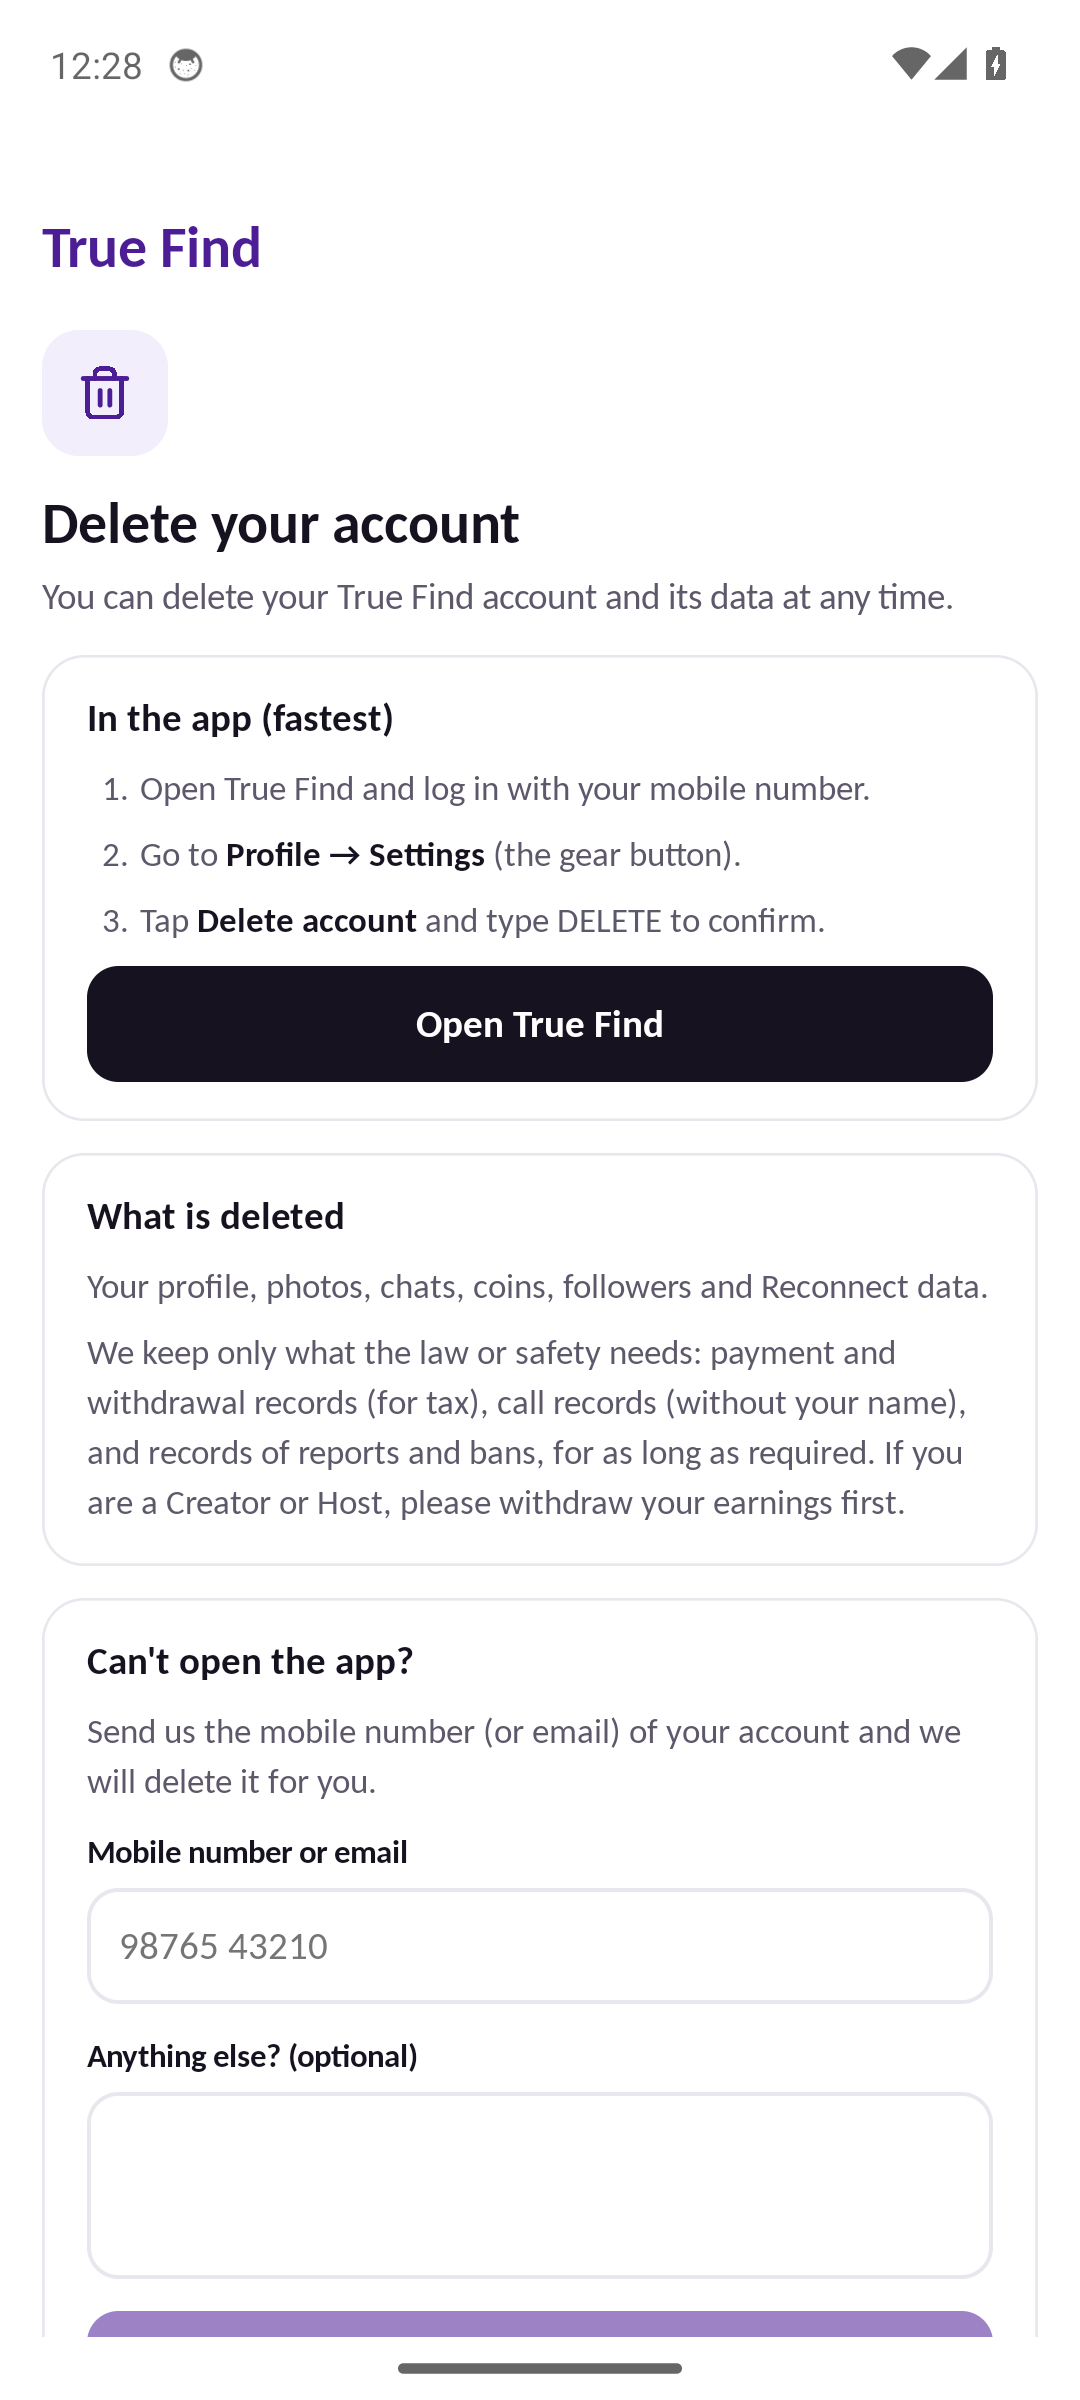 12:28
True Find
Delete your account
You can delete your True Find account and its data at any time.
In the app (fastest)
1. Open True Find and log in with your mobile number.
2. Go to Profile → Settings (the gear button).
3. Tap Delete account and type DELETE to confirm.
Open True Find
What is deleted
Your profile, photos, chats, coins, followers and Reconnect data.
We keep only what the law or safety needs: payment and
withdrawal records (for tax), call records (without your name),
and records of reports and bans, for as long as required. If you
are a Creator or Host, please withdraw your earnings first.
Can't open the app?
Send us the mobile number (or email) of your account and we
will delete it for you.
Mobile number or email
98765 43210
Anything else? (optional)